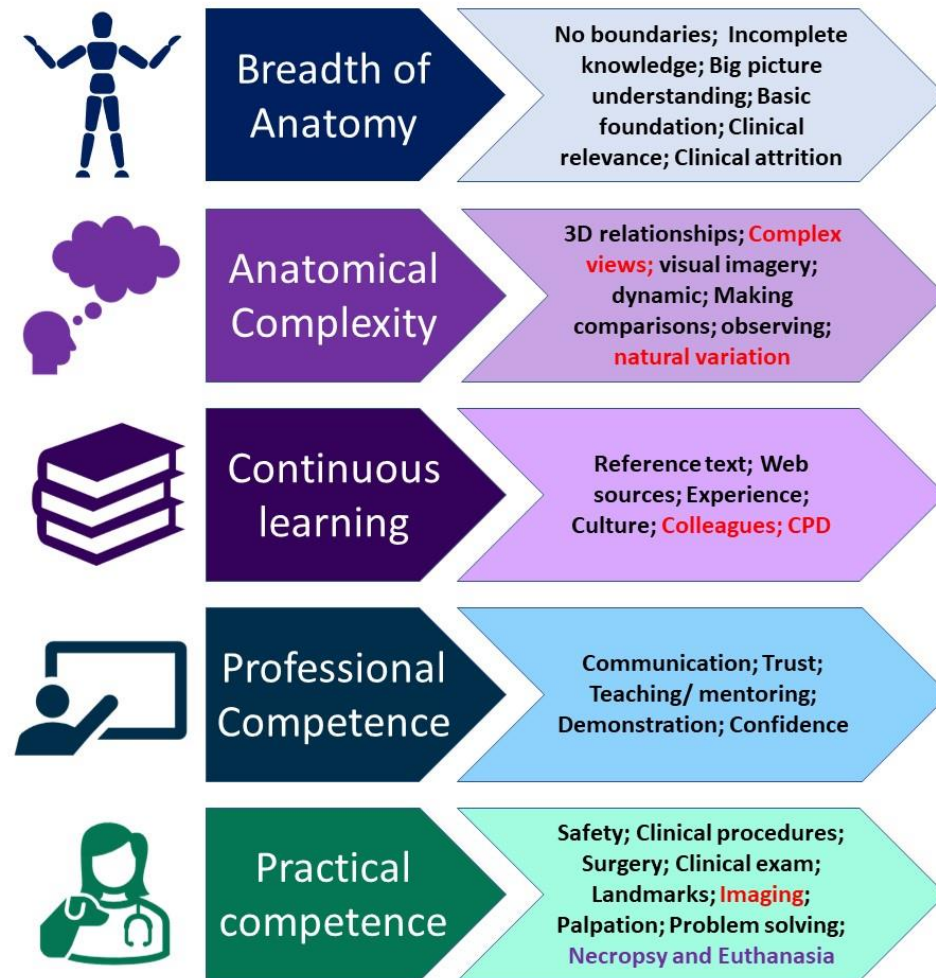 Breadth of
Anatomy
No boundaries; Incomplete
knowledge; Big picture
understanding; Basic
foundation; Clinical
relevance; Clinical attrition
Anatomical
Complexity
3D relationships; Complex
views; visual imagery;
dynamic; Making
comparisons; observing;
natural variation
Continuous
learning
Reference text; Web
sources; Experience;
Culture; Colleagues; CPD
Professional
Competence
Communication; Trust;
Teaching/ mentoring;
Demonstration; Confidence
Practical
competence
Safety; Clinical procedures;
Surgery; Clinical exam;
Landmarks; Imaging;
Palpation; Problem solving;
Necropsy and Euthanasia